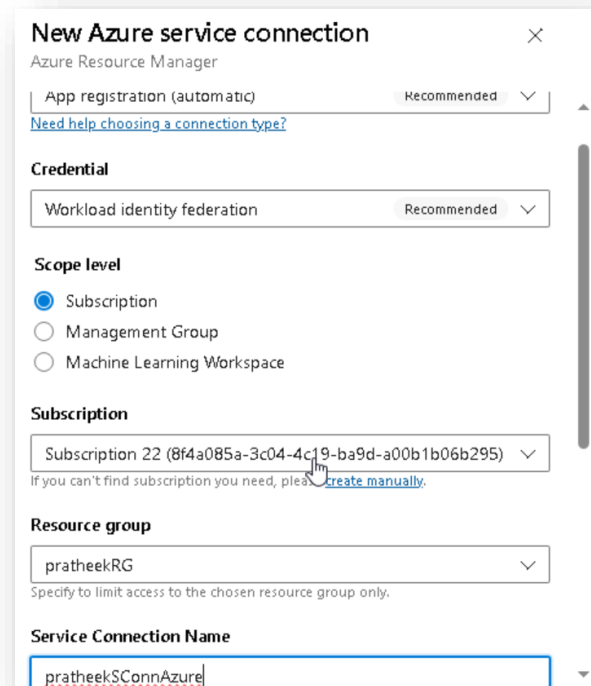 New Azure service connection
Azure Resource Manager
App registration (automatic) Recommended
Need help choosing a connection type?
Credential
Workload identity federation Recommended
Scope level
Subscription
Management Group
Machine Learning Workspace
Subscription
Subscription 22 (8f4a085a-3c04-4c19-ba9d-a00b1b06b295)
If you can't find subscription you need, plea create manually.
Resource group
pratheekRG
Specify to limit access to the chosen resource group only.
Service Connection Name
pratheekSConnAzure